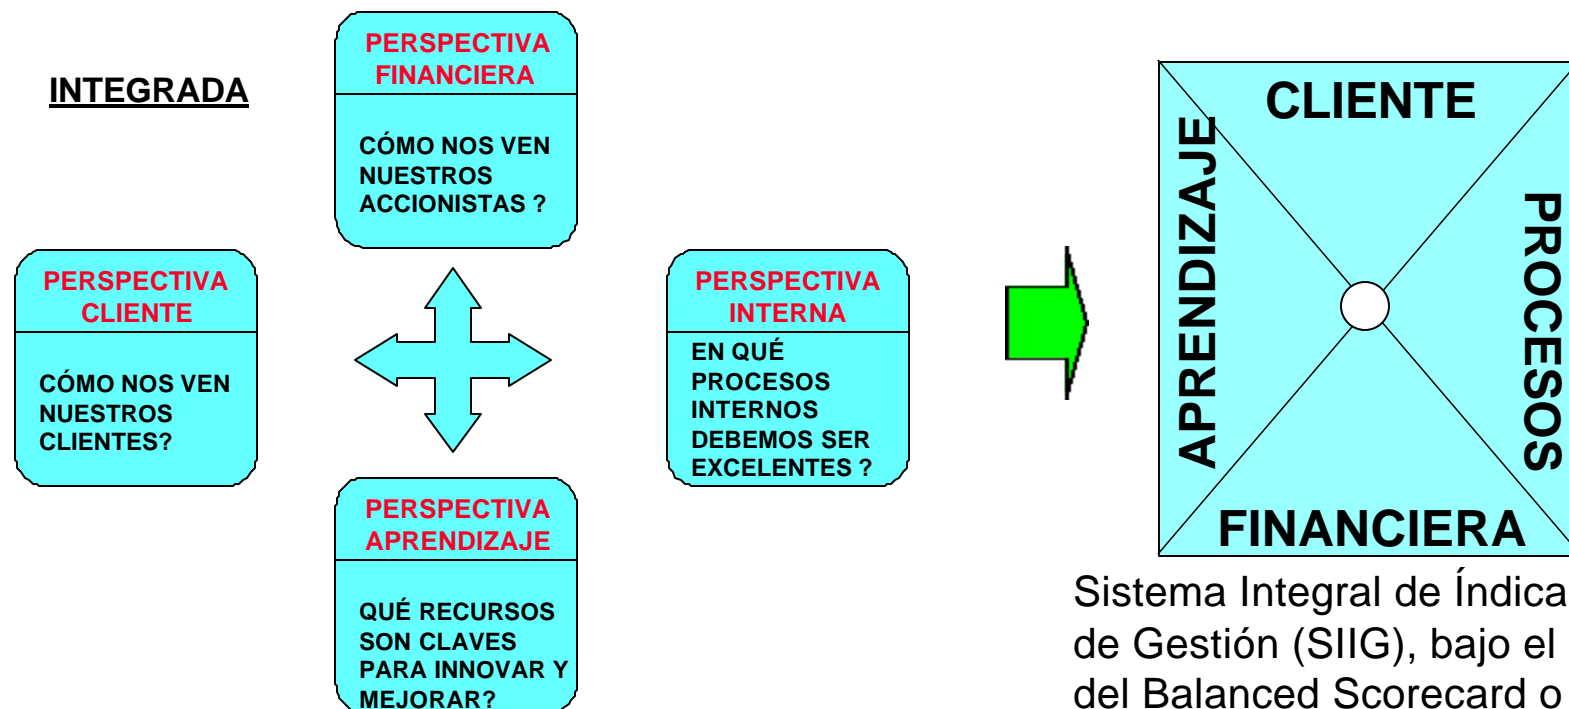 INTEGRADA
PERSPECTIVA
FINANCIERA
CÓMO NOS VEN
NUESTROS
ACCIONISTAS ?
PERSPECTIVA
CLIENTE
CÓMO NOS VEN
NUESTROS
CLIENTES?
PERSPECTIVA
INTERNA
EN QUÉ
PROCESOS
INTERNOS
DEBEMOS SER
EXCELENTES ?
PERSPECTIVA
APRENDIZAJE
QUÉ RECURSOS
SON CLAVES
PARA INNOVAR Y
MEJORAR?
CLIENTE
APRENDIZAJE
PROCESOS
FINANCIERA
Sistema Integral de Índica
de Gestión (SIIG), bajo el
del Balanced Scorecard o